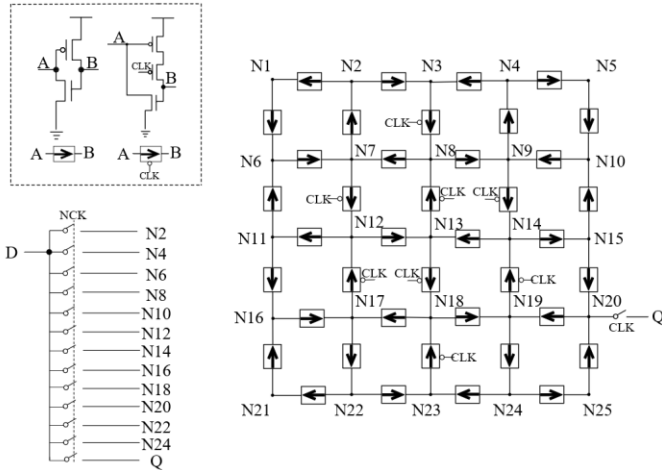 A B A B
CLK
A B A B
CLK
NCK
D
N2
N4
N6
N8
N10
N12
N14
N16
N18
N20
N22
N24
Q
N1 N2 N3 N4 N5
CLK
N6 N7 N8 N9 N10
CLK CLK CLK
N11 N12 N13 N14 N15
CLK CLK CLK
N16 N17 N18 N19 N20
Q
CLK
CLK
N21 N22 N23 N24 N25